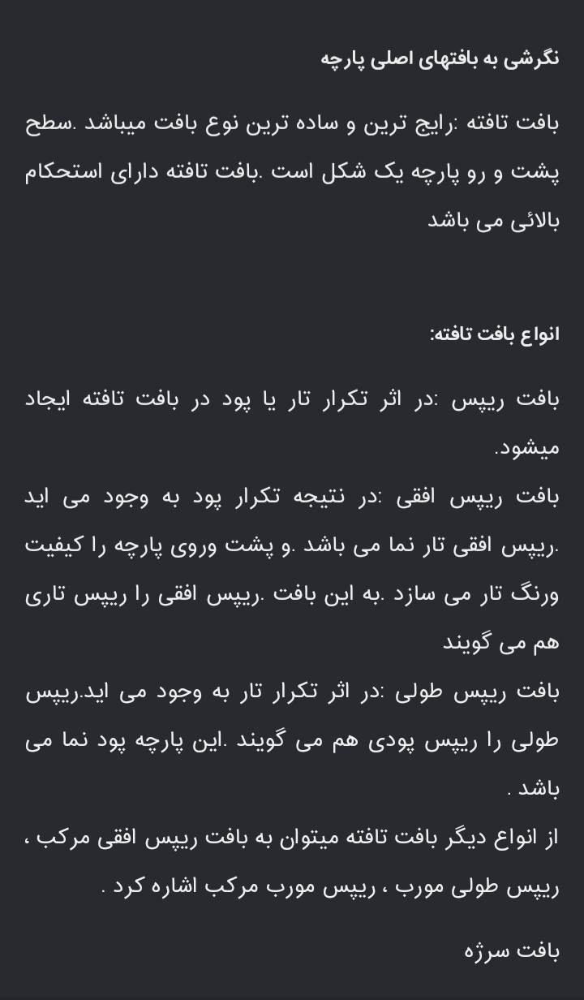 نگرشی به بافتهای اصلی پارچه
بافت تافته :رایج ترین و ساده ترین نوع بافت میباشد .سطح
پشت و رو پارچه یک شکل است .بافت تافته دارای استحکام
بالائی می باشد
انواع بافت تافته:
بافت ریپس :در اثر تکرار تار یا پود در بافت تافته ایجاد
میشود.
بافت ریپس افقی :در نتیجه تکرار پود به وجود می اید
.ریپس افقی تار نما می باشد .و پشت وروی پارچه را کیفیت
ورنگ تار می سازد .به این بافت .ریپس افقی را ریپس تاری
هم می گویند
بافت ریپس طولی :در اثر تکرار تار به وجود می اید.ریپس
طولی را ریپس پودی هم می گویند .این پارچه پود نما می
باشد .
از انواع دیگر بافت تافته میتوان به بافت ریپس افقی مرکب ،
ریپس طولی مورب ، ریپس مورب مرکب اشاره کرد .
بافت سرژه